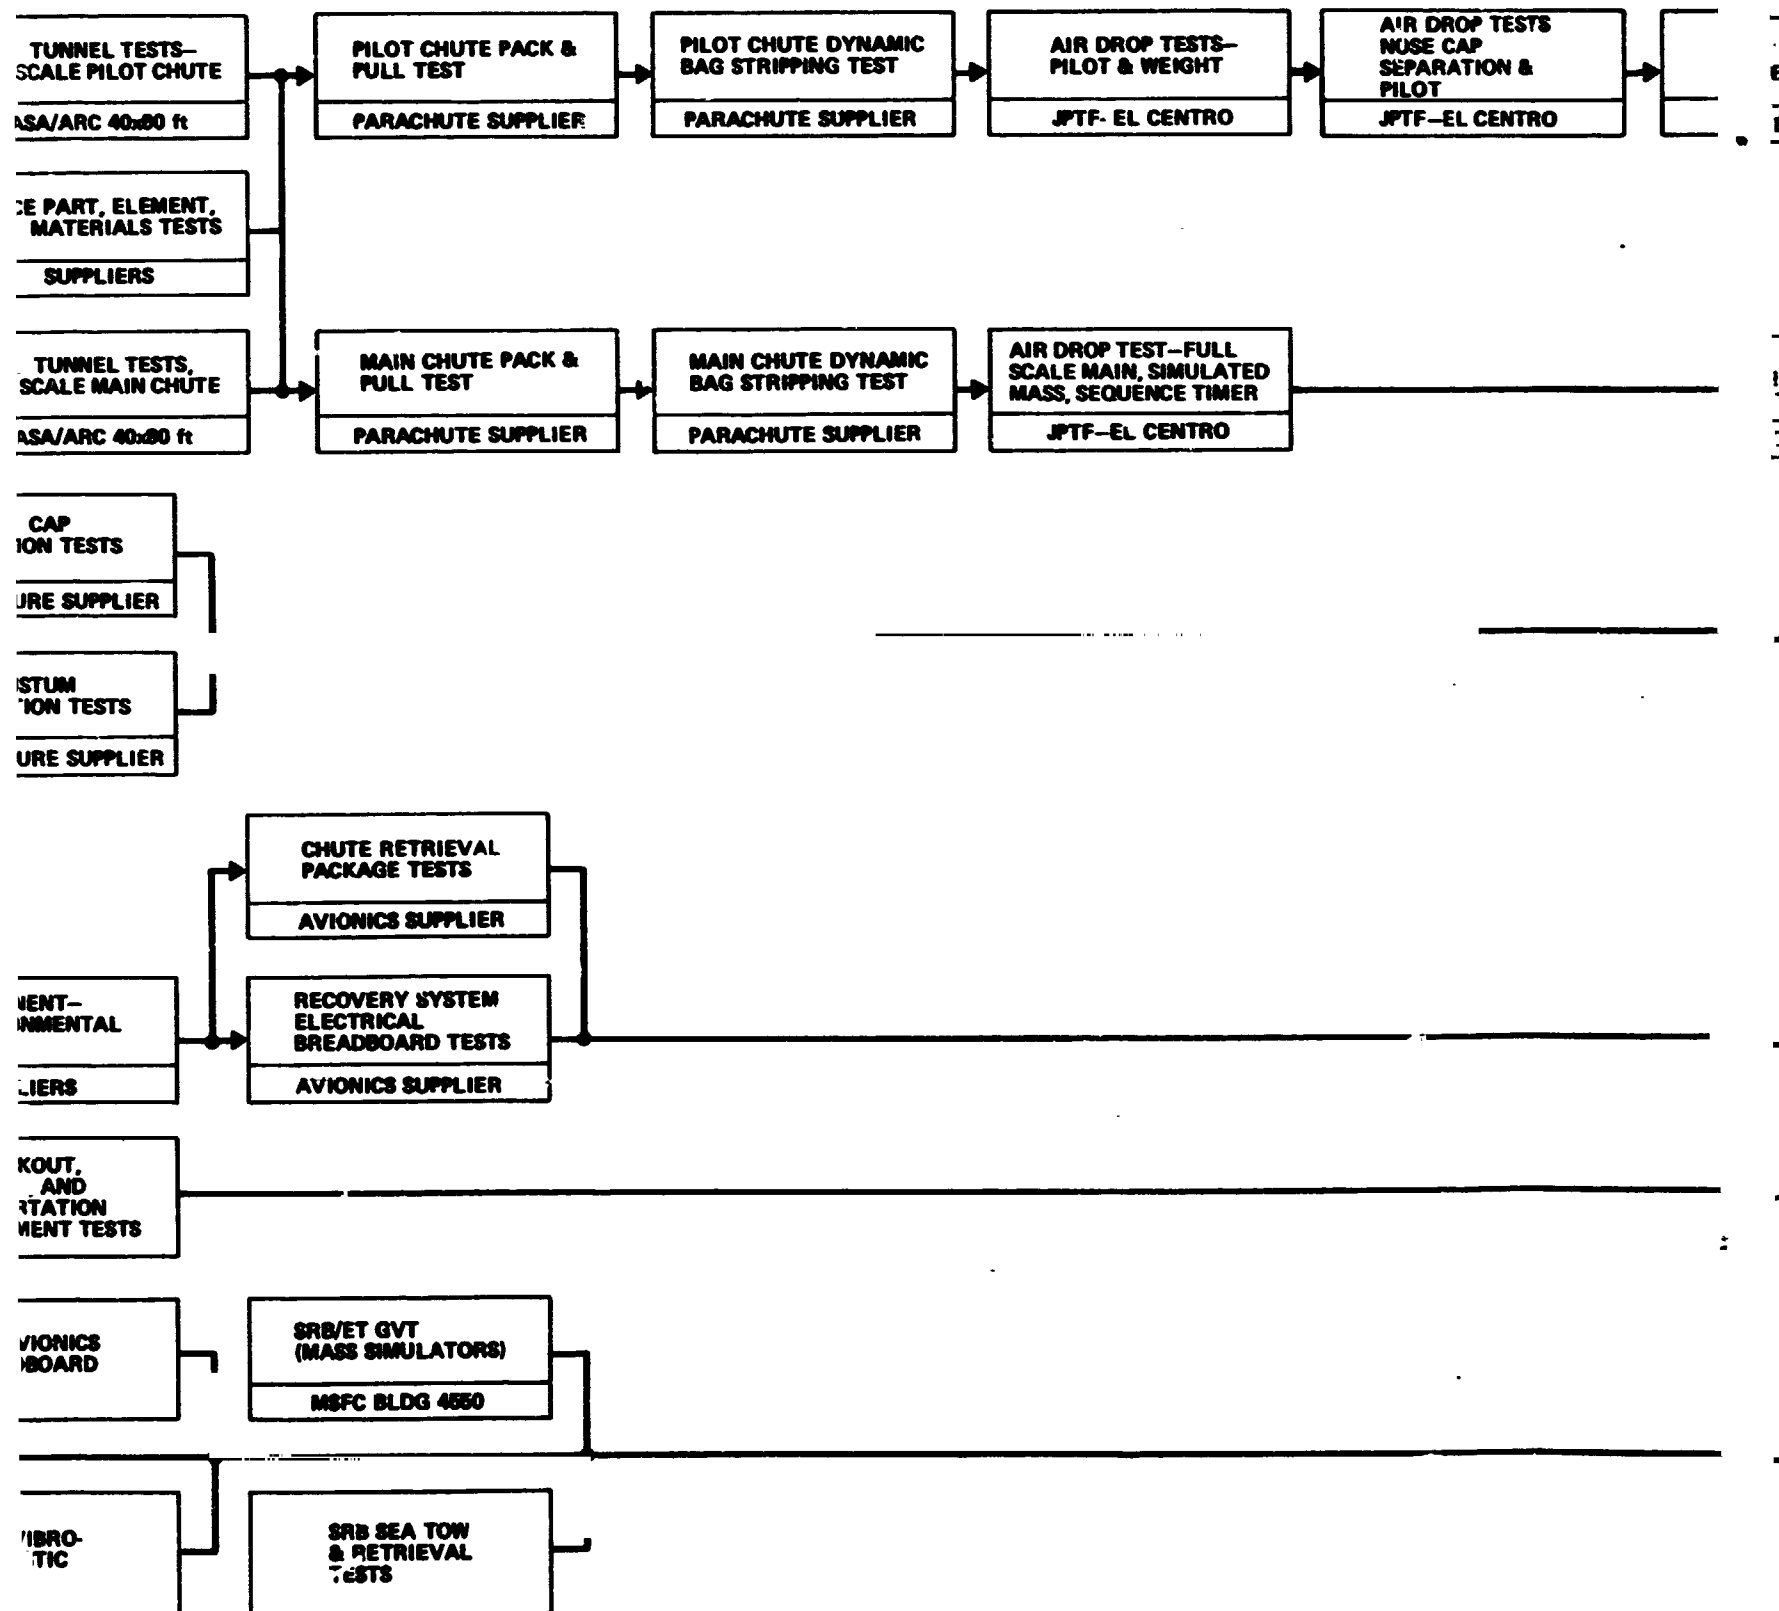 TUNNEL TESTS–
SCALE PILOT CHUTE
ASA/ARC 40x80 ft
PILOT CHUTE PACK &
PULL TEST
PARACHUTE SUPPLIER
PILOT CHUTE DYNAMIC
BAG STRIPPING TEST
PARACHUTE SUPPLIER
AIR DROP TESTS–
PILOT & WEIGHT
JPTF- EL CENTRO
AIR DROP TESTS
NOSE CAP
SEPARATION &
PILOT
JPTF–EL CENTRO
CE PART, ELEMENT,
MATERIALS TESTS
SUPPLIERS
TUNNEL TESTS,
SCALE MAIN CHUTE
ASA/ARC 40x80 ft
MAIN CHUTE PACK &
PULL TEST
PARACHUTE SUPPLIER
MAIN CHUTE DYNAMIC
BAG STRIPPING TEST
PARACHUTE SUPPLIER
AIR DROP TEST–FULL
SCALE MAIN, SIMULATED
MASS, SEQUENCE TIMER
JPTF–EL CENTRO
CAP
ION TESTS
URE SUPPLIER
STUM
ION TESTS
URE SUPPLIER
CHUTE RETRIEVAL
PACKAGE TESTS
AVIONICS SUPPLIER
NENT–
ONMENTAL
LIERS
RECOVERY SYSTEM
ELECTRICAL
BREADBOARD TESTS
AVIONICS SUPPLIER
KOUT,
AND
RTATION
MENT TESTS
VIONICS
BOARD
SRB/ET GVT
(MASS SIMULATORS)
MSFC BLDG 4550
VIBRO-
TIC
SRB SEA TOW
& RETRIEVAL
TESTS